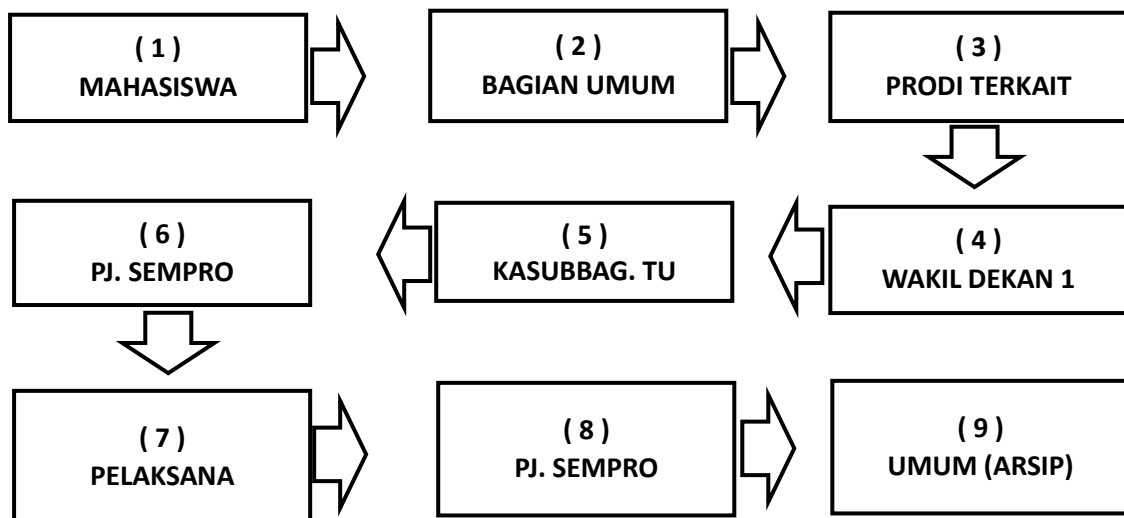 ( 1 )
MAHASISWA
( 2 )
BAGIAN UMUM
( 3 )
PRODI TERKAIT
( 4 )
WAKIL DEKAN 1
( 5 )
KASUBBAG. TU
( 6 )
PJ. SEMPRO
( 7 )
PELAKSANA
( 8 )
PJ. SEMPRO
( 9 )
UMUM (ARSIP)